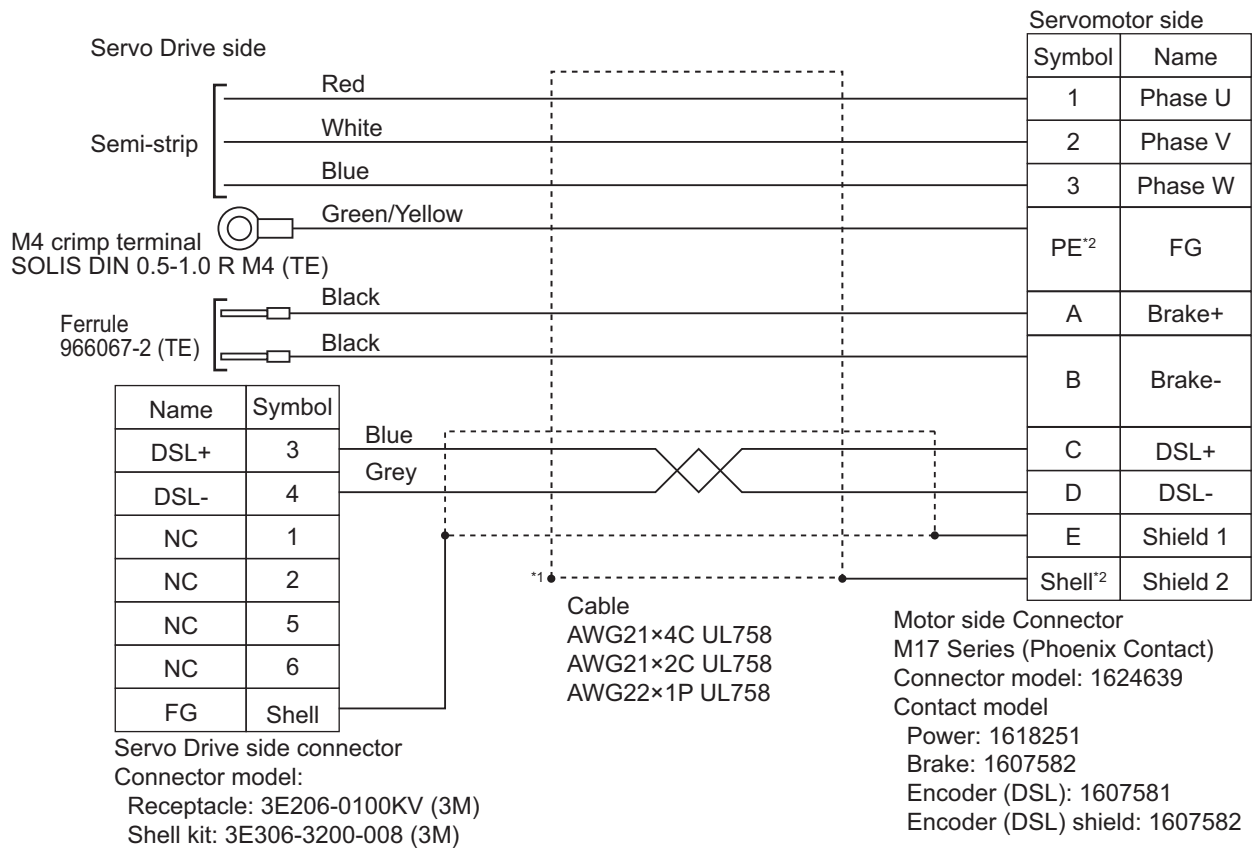 Servo Drive side
Servomotor side
Symbol Name
Red
1 Phase U
Semi-strip
White
2 Phase V
Blue
3 Phase W
Green/Yellow
M4 crimp terminal
SOLIS DIN 0.5-1.0 R M4 (TE)
PE*2 FG
Black
A Brake+
Ferrule
966067-2 (TE)
Black
B Brake-
Name Symbol
DSL+ 3
Blue
C DSL+
DSL- 4
Grey
D DSL-
NC 1
E Shield 1
NC 2
*1
Shell*2 Shield 2
NC 5
NC 6
FG Shell
Cable
AWG21×4C UL758
AWG21×2C UL758
AWG22×1P UL758
Servo Drive side connector
Connector model:
Receptacle: 3E206-0100KV (3M)
Shell kit: 3E306-3200-008 (3M)
Motor side Connector
M17 Series (Phoenix Contact)
Connector model: 1624639
Contact model
Power: 1618251
Brake: 1607582
Encoder (DSL): 1607581
Encoder (DSL) shield: 1607582